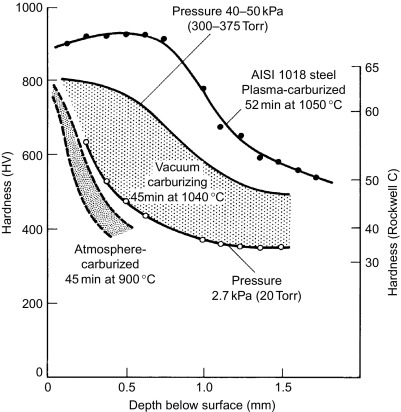 Pressure 40–50 kPa
(300–375 Torr)
1000
800
600
400
200
0
Hardness (HV)
AISI 1018 steel
Plasma-carburized
52 min at 1050 °C
Vacuum
carburizing
45min at 1040 °C
Atmosphere-
carburized
45 min at 900 °C
Pressure
2.7 kPa (20 Torr)
65
60
50
40
30
Hardness (Rockwell C)
0
0.5
1.0
1.5
Depth below surface (mm)